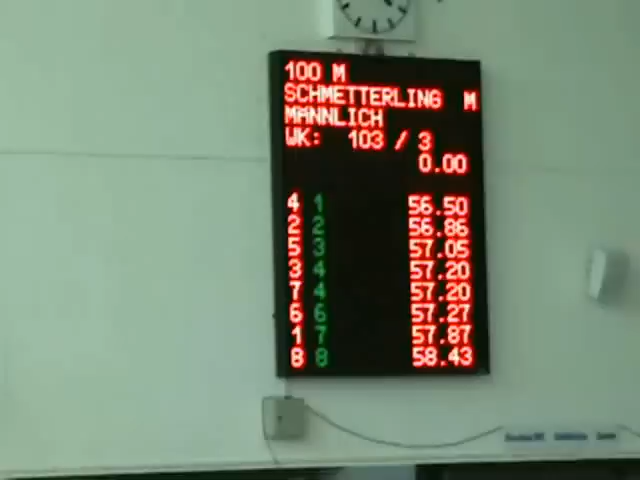 100 M
SCHMETTERLING M
MÄNNLICH
WK: 103 / 3
0.00
4 1 56.50
2 2 56.86
5 3 57.05
3 4 57.20
7 4 57.20
6 6 57.27
1 7 57.87
8 8 58.43